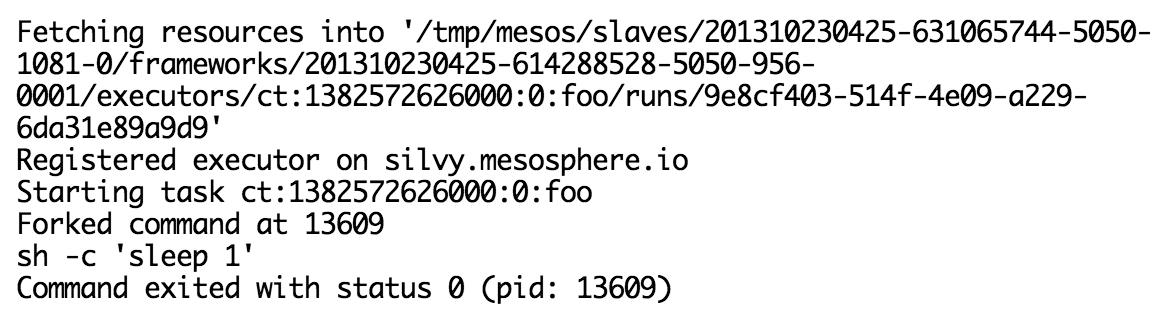 Fetching resources into '/tmp/mesos/slaves/201310230425-631065744-5050-
1081-0/frameworks/201310230425-614288528-5050-956-
0001/executors/ct:1382572626000:0:foo/runs/9e8cf403-514f-4e09-a229-
6da31e89a9d9'
Registered executor on silvy.mesosphere.io
Starting task ct:1382572626000:0:foo
Forked command at 13609
sh -c 'sleep 1'
Command exited with status 0 (pid: 13609)